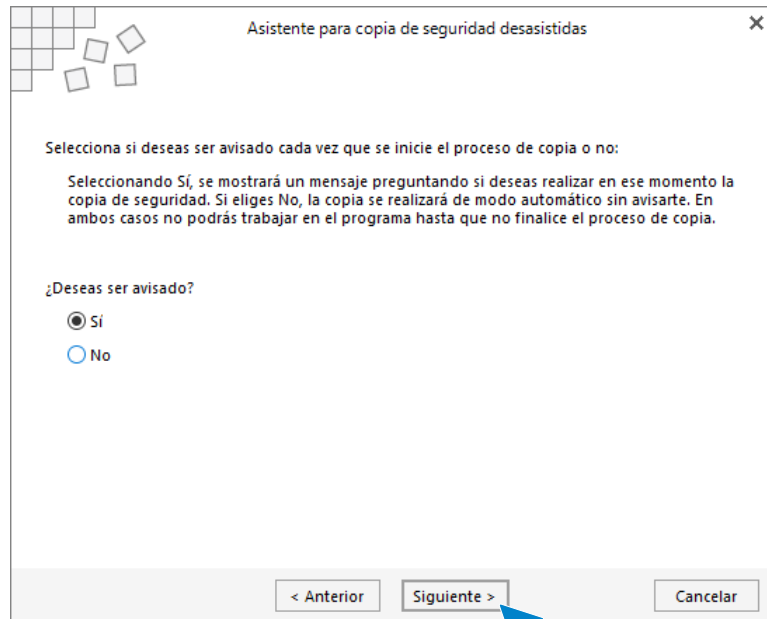 Asistente para copia de seguridad desasistidas
Selecciona si deseas ser avisado cada vez que se inicie el proceso de copia o no:
Seleccionando Sí, se mostrará un mensaje preguntando si deseas realizar en ese momento la
copia de seguridad. Si eliges No, la copia se realizará de modo automático sin avisarte. En
ambos casos no podrás trabajar en el programa hasta que no finalice el proceso de copia.
¿Deseas ser avisado?
Sí
No
< Anterior
Siguiente >
Cancelar